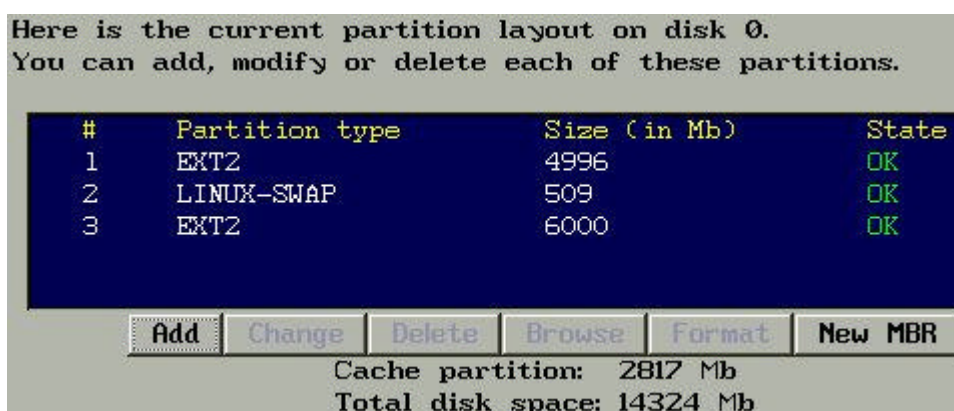 Here is the current partition layout on disk 0.
You can add, modify or delete each of these partitions.
# Partition type Size (in Mb) State
1 EXT2 4996 OK
2 LINUX-SWAP 509 OK
3 EXT2 6000 OK
Add Change Delete Browse Format New MBR
Cache partition: 2817 Mb
Total disk space: 14324 Mb